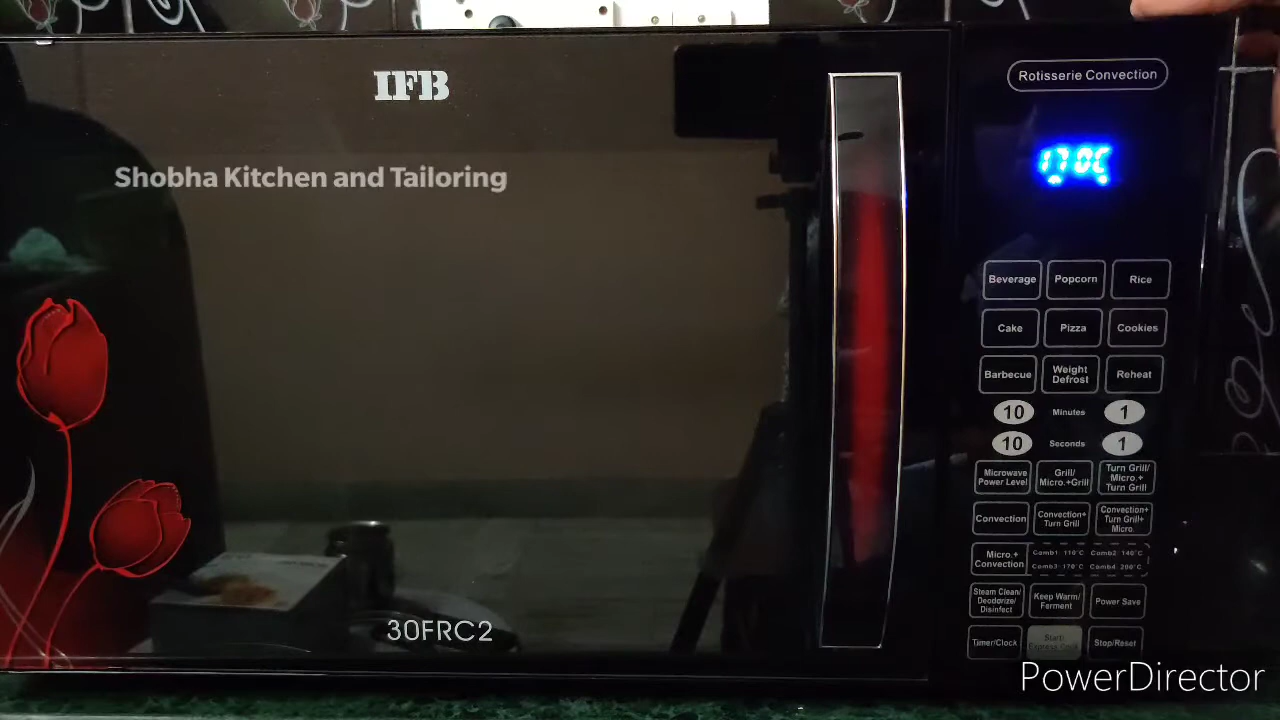 IFB
Rotisserie Convection
Shobha Kitchen and Tailoring
170C
Beverage Popcorn Rice
Cake Pizza Cookies
Barbecue Weight Defrost Reheat
10 Minutes 1
10 Seconds 1
Microwave Power Level Grill/ Micro.+Grill Turn Grill/ Micro.+ Turn Grill
Convection Convection+ Turn Grill Convection+ Turn Grill+ Micro.
Micro.+ Convection Comb1: 110°C Comb2: 140°C
Comb3: 170°C Comb4: 200°C
Steam Clean/ Deodorize/ Disinfect Keep Warm/ Ferment Power Save
Timer/Clock Start/ Express Cook Stop/Reset
30FRC2
PowerDirector